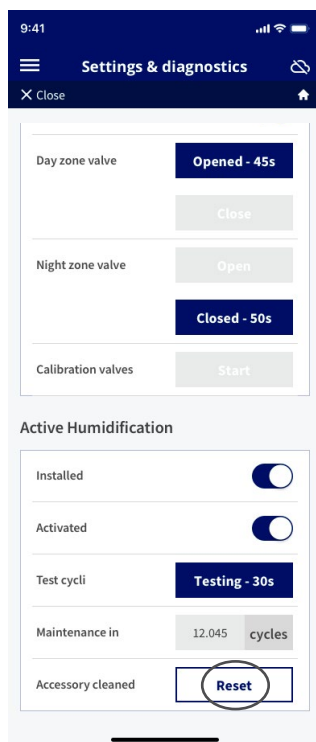 9:41
Settings & diagnostics
Close
Day zone valve
Opened - 45s
Close
Night zone valve
Open
Closed - 50s
Calibration valves
Start
Active Humidification
Installed
Activated
Test cycli
Testing - 30s
Maintenance in
12.045 cycles
Accessory cleaned
Reset